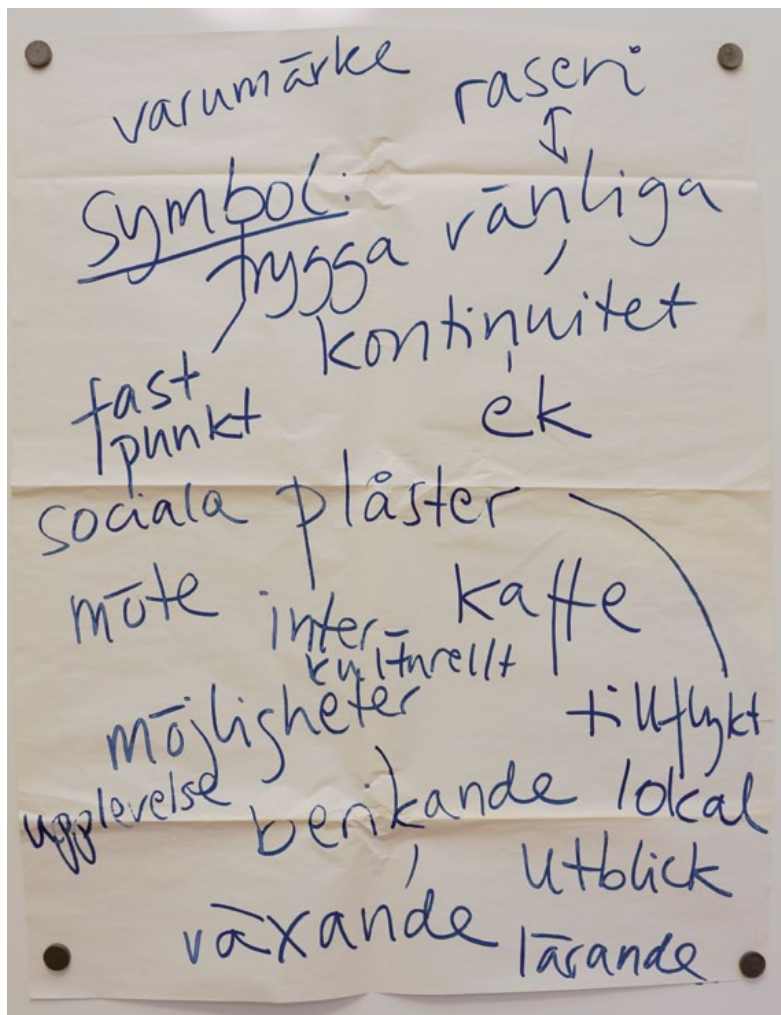 varumärke
raseri
Symbol:
trygga vänliga
kontinuitet
fast
punkt
ek
sociala plåster
möte
inter-
kulturellt
kaffe
möjligheter
tillflykt
upplevelse
berikande
lokal
utblick
växande
lärande